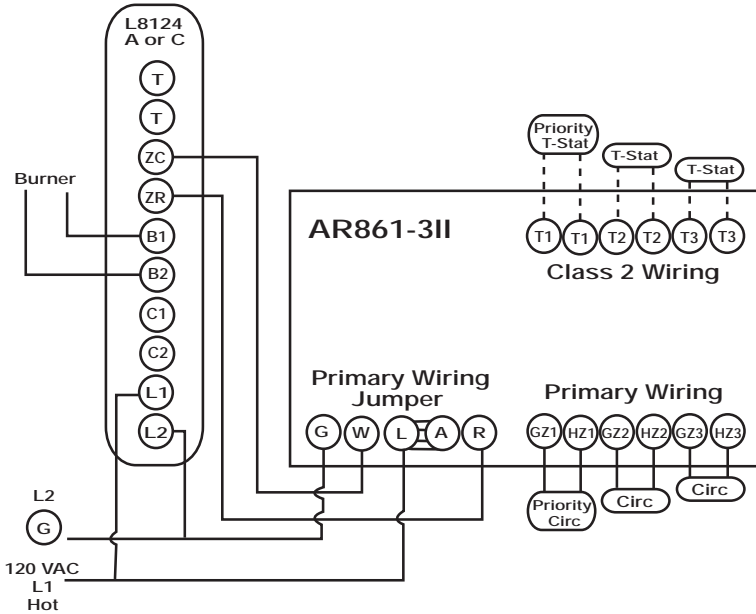 L8124
A or C
T
T
ZC
ZR
B1
B2
C1
C2
L1
L2
Burner
L2
G
120 VAC
L1
Hot
AR861-3II
Priority
T-Stat
T-Stat
T-Stat
T1 T1 T2 T2 T3 T3
Class 2 Wiring
Primary Wiring
Jumper
G W L A R
Primary Wiring
GZ1 HZ1 GZ2 HZ2 GZ3 HZ3
Priority
Circ
Circ
Circ